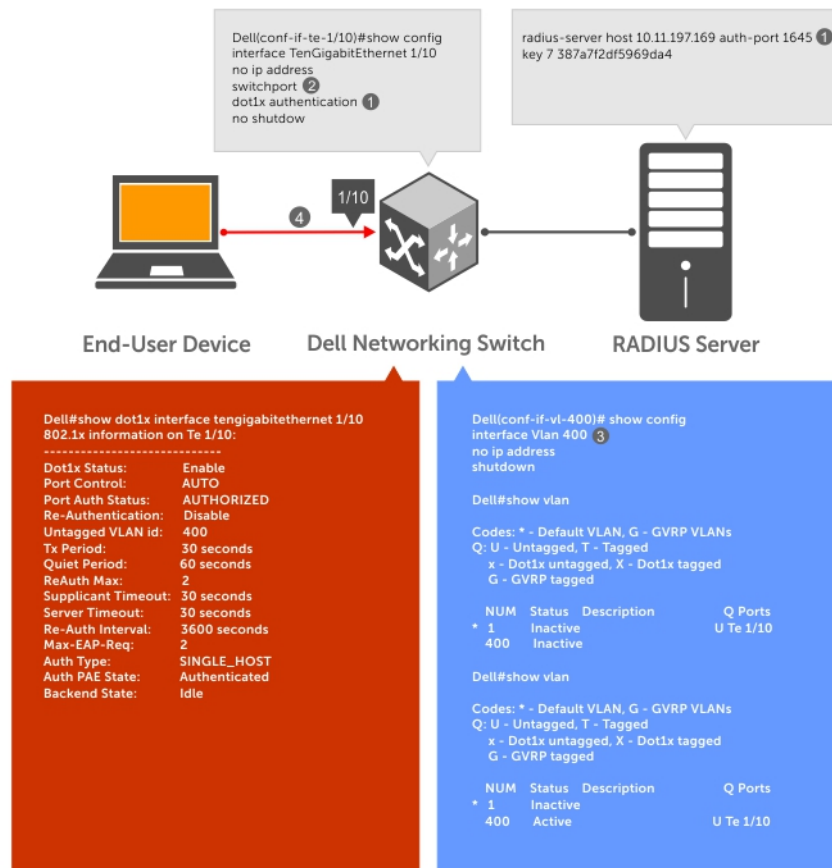 Dell(conf-if-te-1/10)#show config
interface TenGigabitEthernet 1/10
no ip address
switchport 2
dot1x authentication 1
no shutdow
radius-server host 10.11.197.169 auth-port 1645 1
key 7 387a7f2df5969da4
1/10
4
End-User Device
Dell Networking Switch
RADIUS Server
Dell#show dot1x interface tengigabitethernet 1/10
802.1x information on Te 1/10:
-----------------------------
Dot1x Status: Enable
Port Control: AUTO
Port Auth Status: AUTHORIZED
Re-Authentication: Disable
Untagged VLAN id: 400
Tx Period: 30 seconds
Quiet Period: 60 seconds
ReAuth Max: 2
Supplicant Timeout: 30 seconds
Server Timeout: 30 seconds
Re-Auth Interval: 3600 seconds
Max-EAP-Req: 2
Auth Type: SINGLE_HOST
Auth PAE State: Authenticated
Backend State: Idle
Dell(conf-if-vl-400)# show config
interface Vlan 400 3
no ip address
shutdown
Dell#show vlan
Codes: * - Default VLAN, G - GVRP VLANs
Q: U - Untagged, T - Tagged
x - Dot1x untagged, X - Dot1x tagged
G - GVRP tagged
NUM Status Description Q Ports
* 1 Inactive U Te 1/10
400 Inactive
Dell#show vlan
Codes: * - Default VLAN, G - GVRP VLANs
Q: U - Untagged, T - Tagged
x - Dot1x untagged, X - Dot1x tagged
G - GVRP tagged
NUM Status Description Q Ports
* 1 Inactive
400 Active U Te 1/10